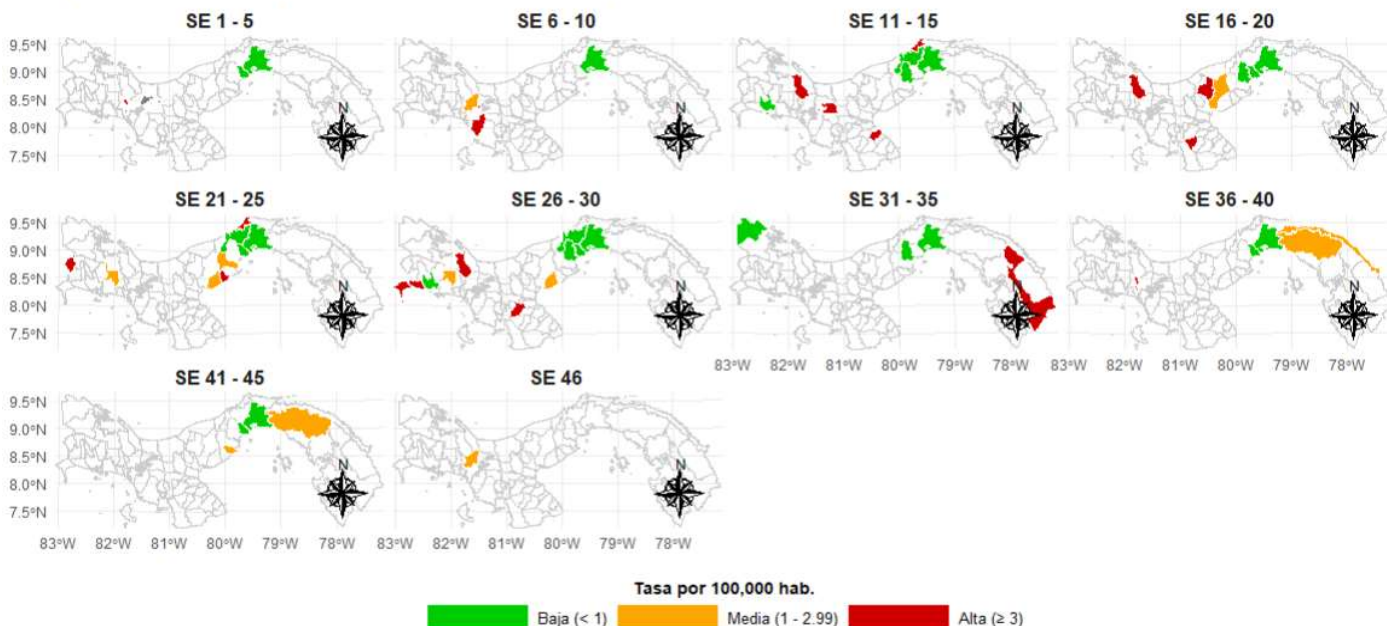 SE 1 - 5 SE 6 - 10 SE 11 - 15 SE 16 - 20
9.5°N
9.0°N
8.5°N
8.0°N
7.5°N
N N N N
SE 21 - 25 SE 26 - 30 SE 31 - 35 SE 36 - 40
9.5°N
9.0°N
8.5°N
8.0°N
7.5°N
N N N N
83°W 82°W 81°W 80°W 79°W 78°W 83°W 82°W 81°W 80°W 79°W 78°W
SE 41 - 45 SE 46
9.5°N
9.0°N
8.5°N
8.0°N
7.5°N
N N
83°W 82°W 81°W 80°W 79°W 78°W 83°W 82°W 81°W 80°W 79°W 78°W
Tasa por 100,000 hab.
Baja (< 1) Media (1 - 2.99) Alta (≥ 3)